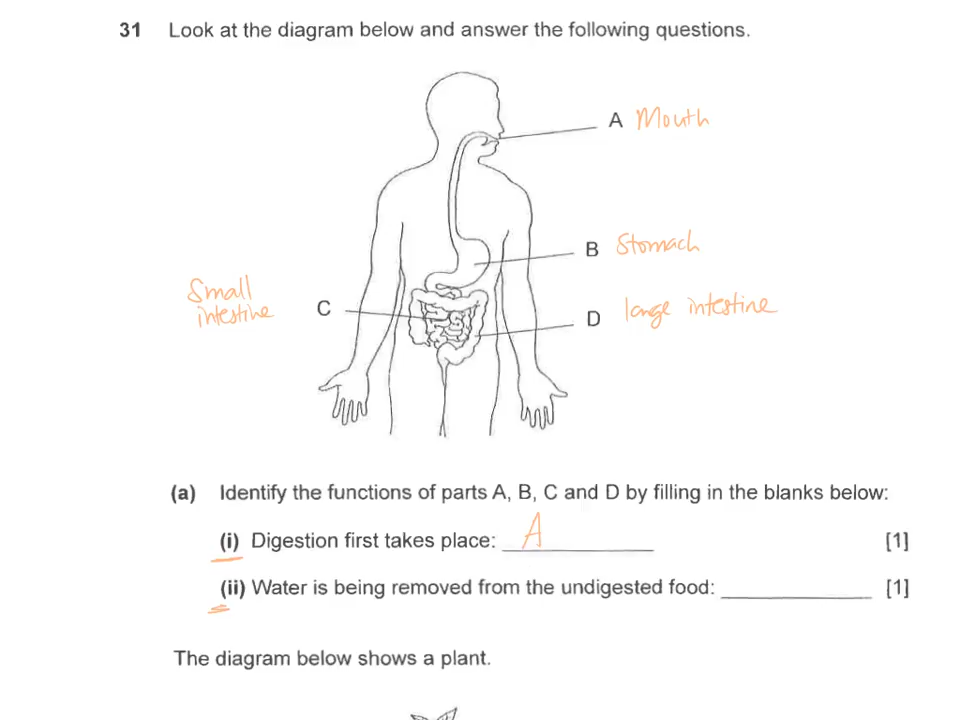 31 Look at the diagram below and answer the following questions.
A Mouth
B Stomach
Small
intestine
C
D large intestine
(a) Identify the functions of parts A, B, C and D by filling in the blanks below:
(i) Digestion first takes place: A [1]
(ii) Water is being removed from the undigested food: [1]
The diagram below shows a plant.